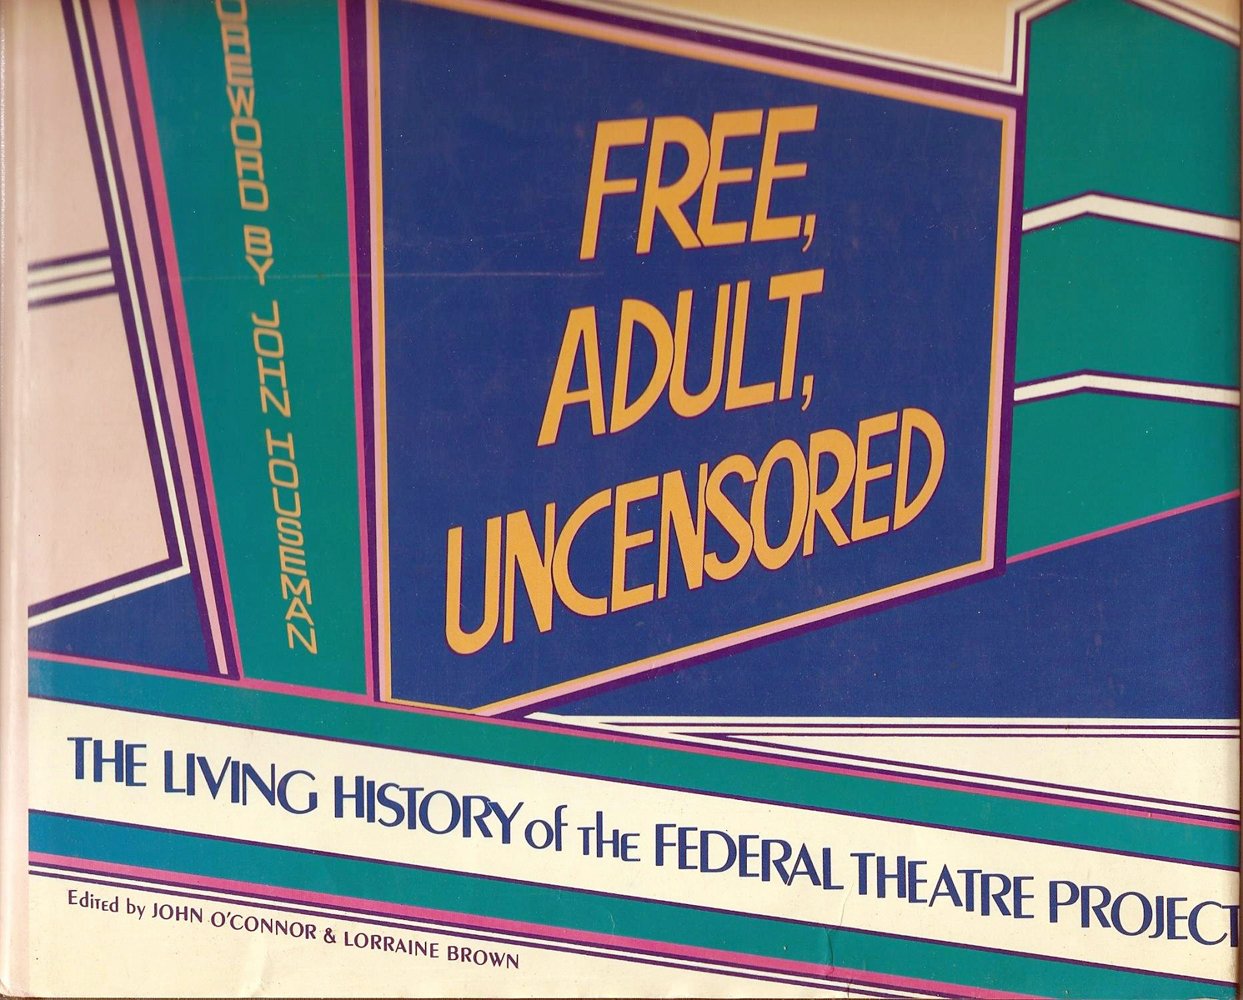 FOREWORD BY JOHN HOUSEMAN
FREE,
ADULT,
UNCENSORED
THE LIVING HISTORY of the FEDERAL THEATRE PROJECT
Edited by JOHN O'CONNOR & LORRAINE BROWN